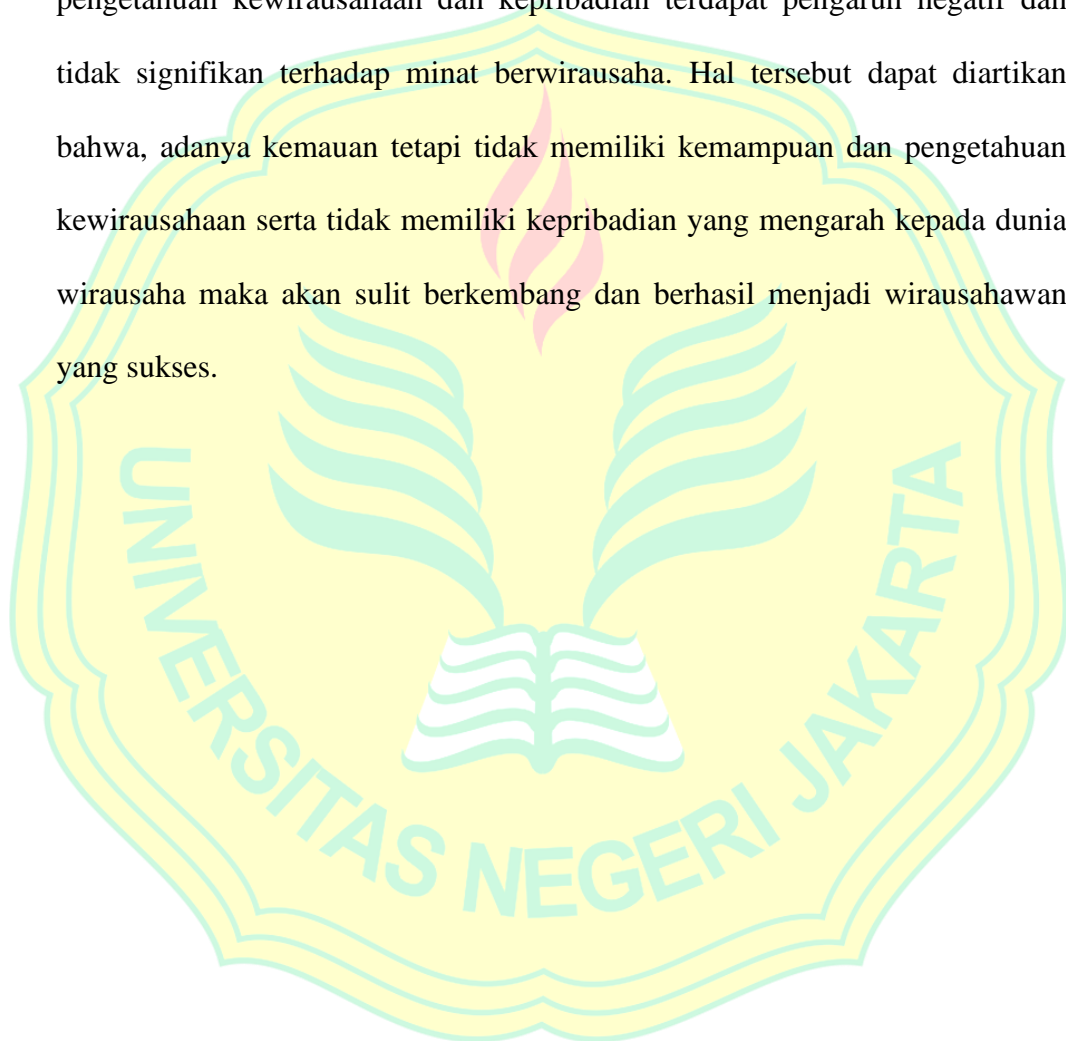 pengetahuan kewirausahaan dan kepribadian terdapat pengaruh negatif dan
tidak signifikan terhadap minat berwirausaha. Hal tersebut dapat diartikan
bahwa, adanya kemauan tetapi tidak memiliki kemampuan dan pengetahuan
kewirausahaan serta tidak memiliki kepribadian yang mengarah kepada dunia
wirausaha maka akan sulit berkembang dan berhasil menjadi wirausahawan
yang sukses.
UNIVERSITAS NEGERI JAKARTA